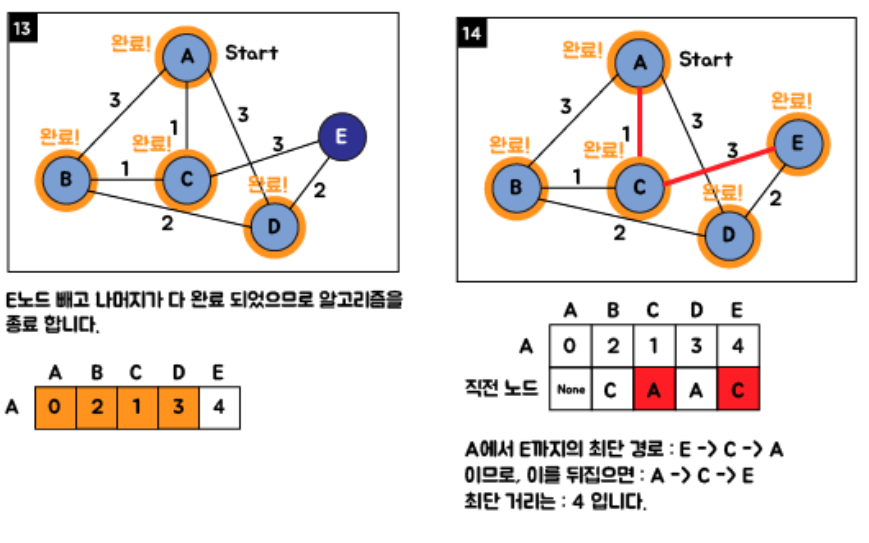 13
완료!
A
Start
3
3
1
완료!
완료!
3
E
B
1
C
완료!
2
2
D
E노드 빼고 나머지가 다 완료 되었으므로 알고리즘을
종료 합니다.
A B C D E
A 0 2 1 3 4
14
완료!
A
Start
완료!
3
3
1
E
완료!
완료!
3
B
1
C
완료!
2
2
D
A B C D E
A 0 2 1 3 4
직전 노드 None C A A C
A에서 E까지의 최단 경로 : E -> C -> A
이므로, 이를 뒤집으면 : A -> C -> E
최단 거리는 : 4 입니다.